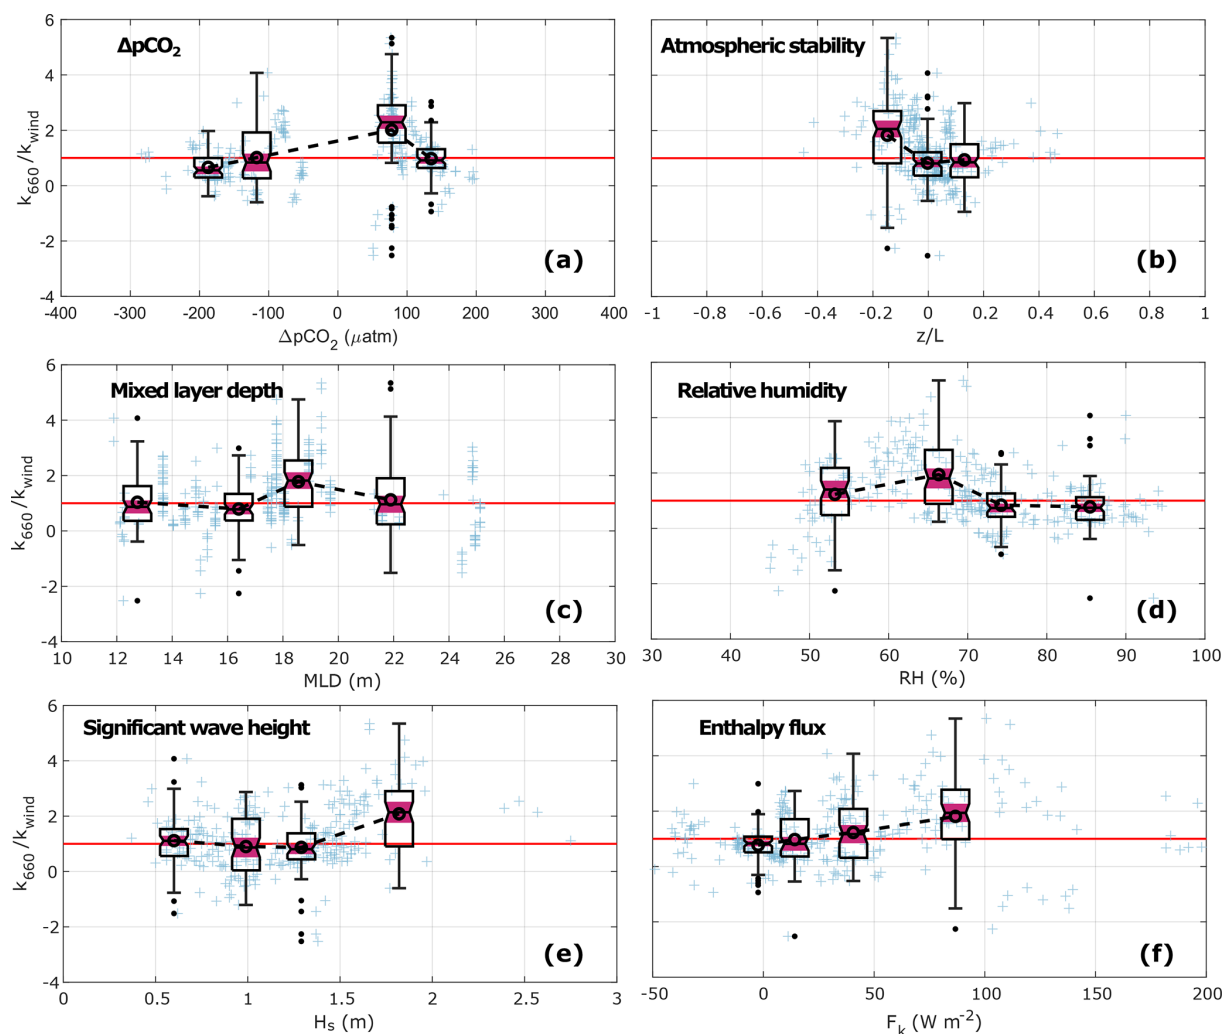 ΔpCO₂
(a)
k₆₆₀/k_wind
6
4
2
0
-2
-4
-400 -300 -200 -100 0 100 200 300 400
ΔpCO₂ (μatm)
Atmospheric stability
(b)
-1 -0.8 -0.6 -0.4 -0.2 0 0.2 0.4 0.6 0.8 1
z/L
Mixed layer depth
(c)
k₆₆₀/k_wind
6
4
2
0
-2
-4
10 12 14 16 18 20 22 24 26 28 30
MLD (m)
Relative humidity
(d)
30 40 50 60 70 80 90 100
RH (%)
Significant wave height
(e)
k₆₆₀/k_wind
6
4
2
0
-2
-4
0 0.5 1 1.5 2 2.5 3
Hₛ (m)
Enthalpy flux
(f)
-50 0 50 100 150 200
Fₖ (W m⁻²)